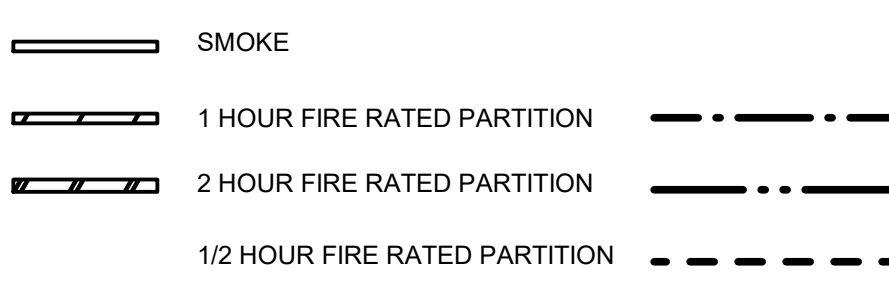 SMOKE
1 HOUR FIRE RATED PARTITION
2 HOUR FIRE RATED PARTITION
1/2 HOUR FIRE RATED PARTITION